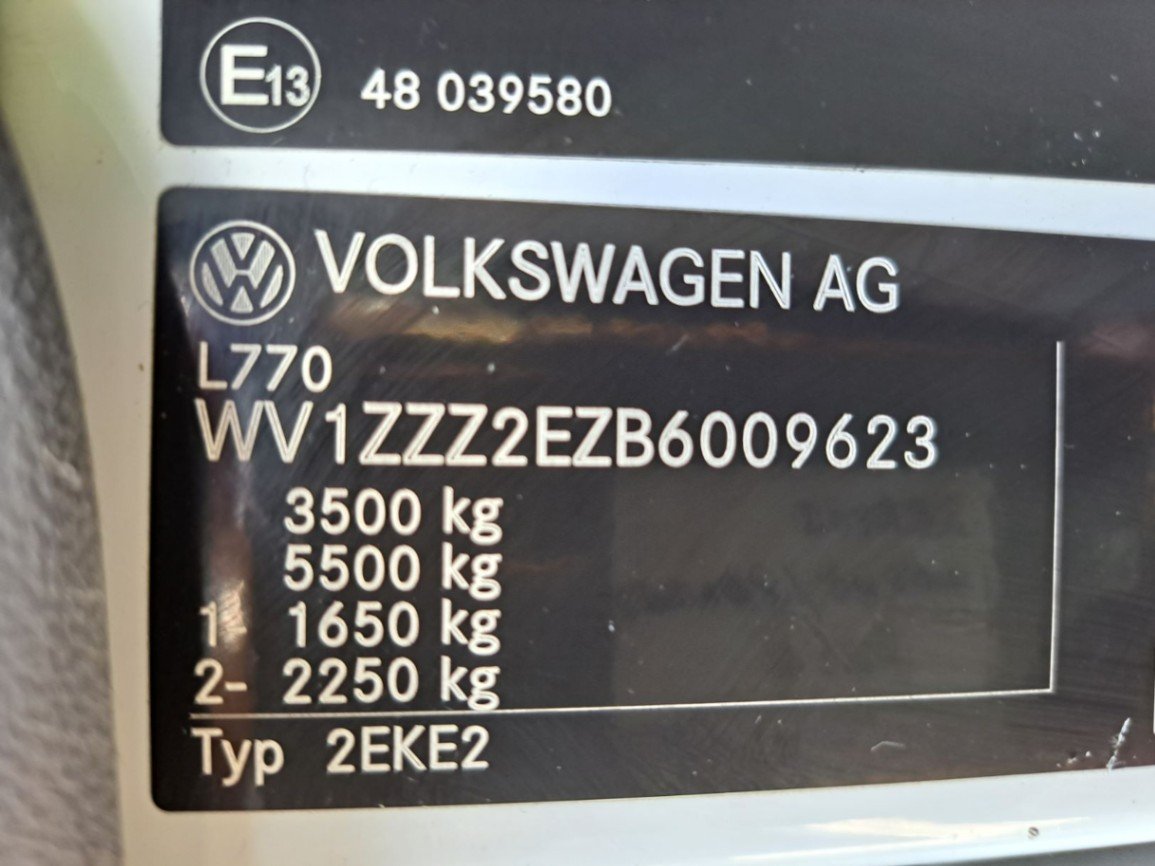 E13 48 039580
VOLKSWAGEN AG
L770
WV1ZZZ2EZB6009623
3500 kg
5500 kg
1- 1650 kg
2- 2250 kg
Typ 2EKE2